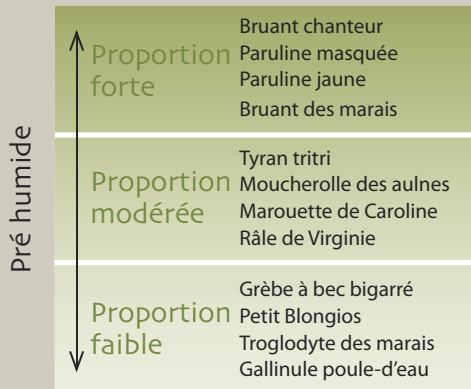 Pré humide
Proportion forte
Bruant chanteur
Paruline masquée
Paruline jaune
Bruant des marais
Proportion modérée
Tyran tritri
Moucherolle des aulnes
Marouette de Caroline
Râle de Virginie
Proportion faible
Grèbe à bec bigarré
Petit Blongios
Troglodyte des marais
Gallinule poule-d'eau